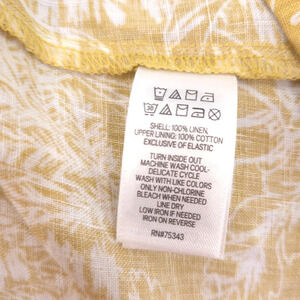 30
SHELL: 100% LINEN,
UPPER LINING: 100% COTTON
EXCLUSIVE OF ELASTIC
TURN INSIDE OUT
MACHINE WASH COOL-
DELICATE CYCLE
WASH WITH LIKE COLORS
ONLY NON-CHLORINE
BLEACH WHEN NEEDED
LINE DRY
LOW IRON IF NEEDED
IRON ON REVERSE
RN#75343